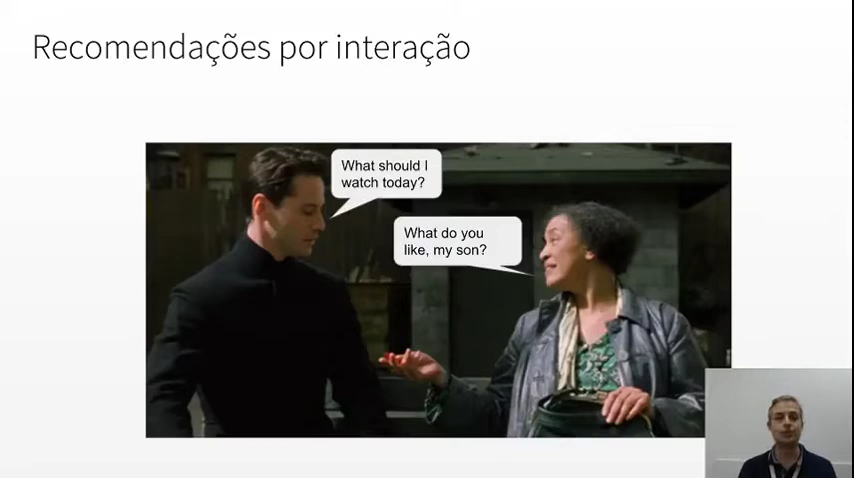 Recomendações por interação
What should I
watch today?
What do you
like, my son?